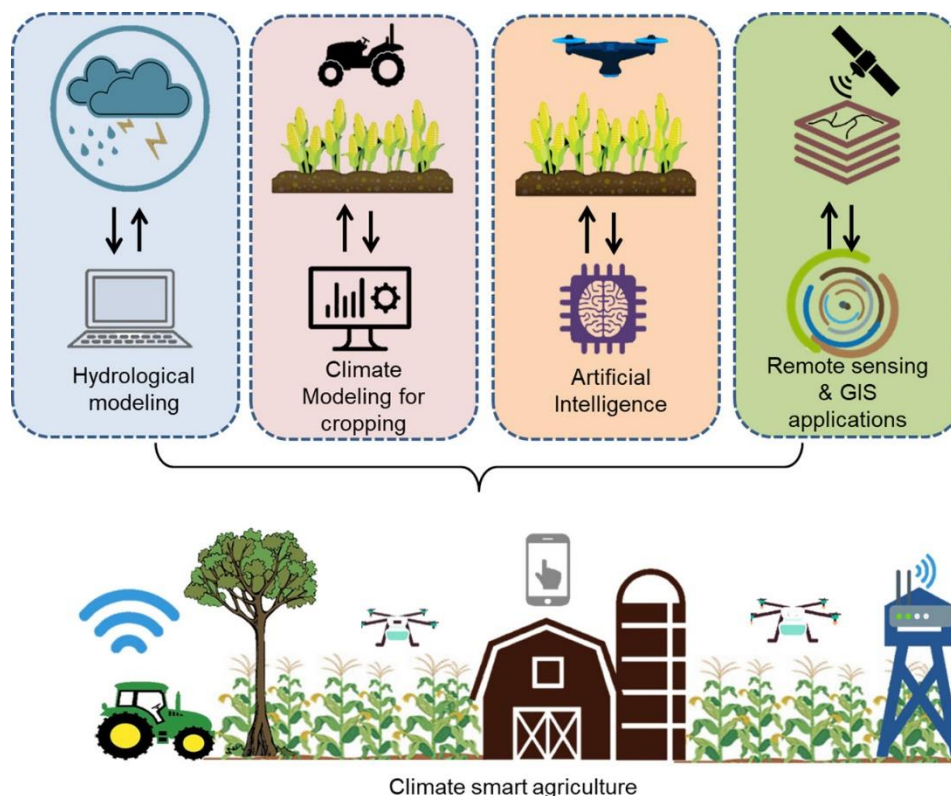 Hydrological
modeling
Climate
Modeling for
cropping
Artificial
Intelligence
Remote sensing
& GIS
applications
Climate smart agriculture